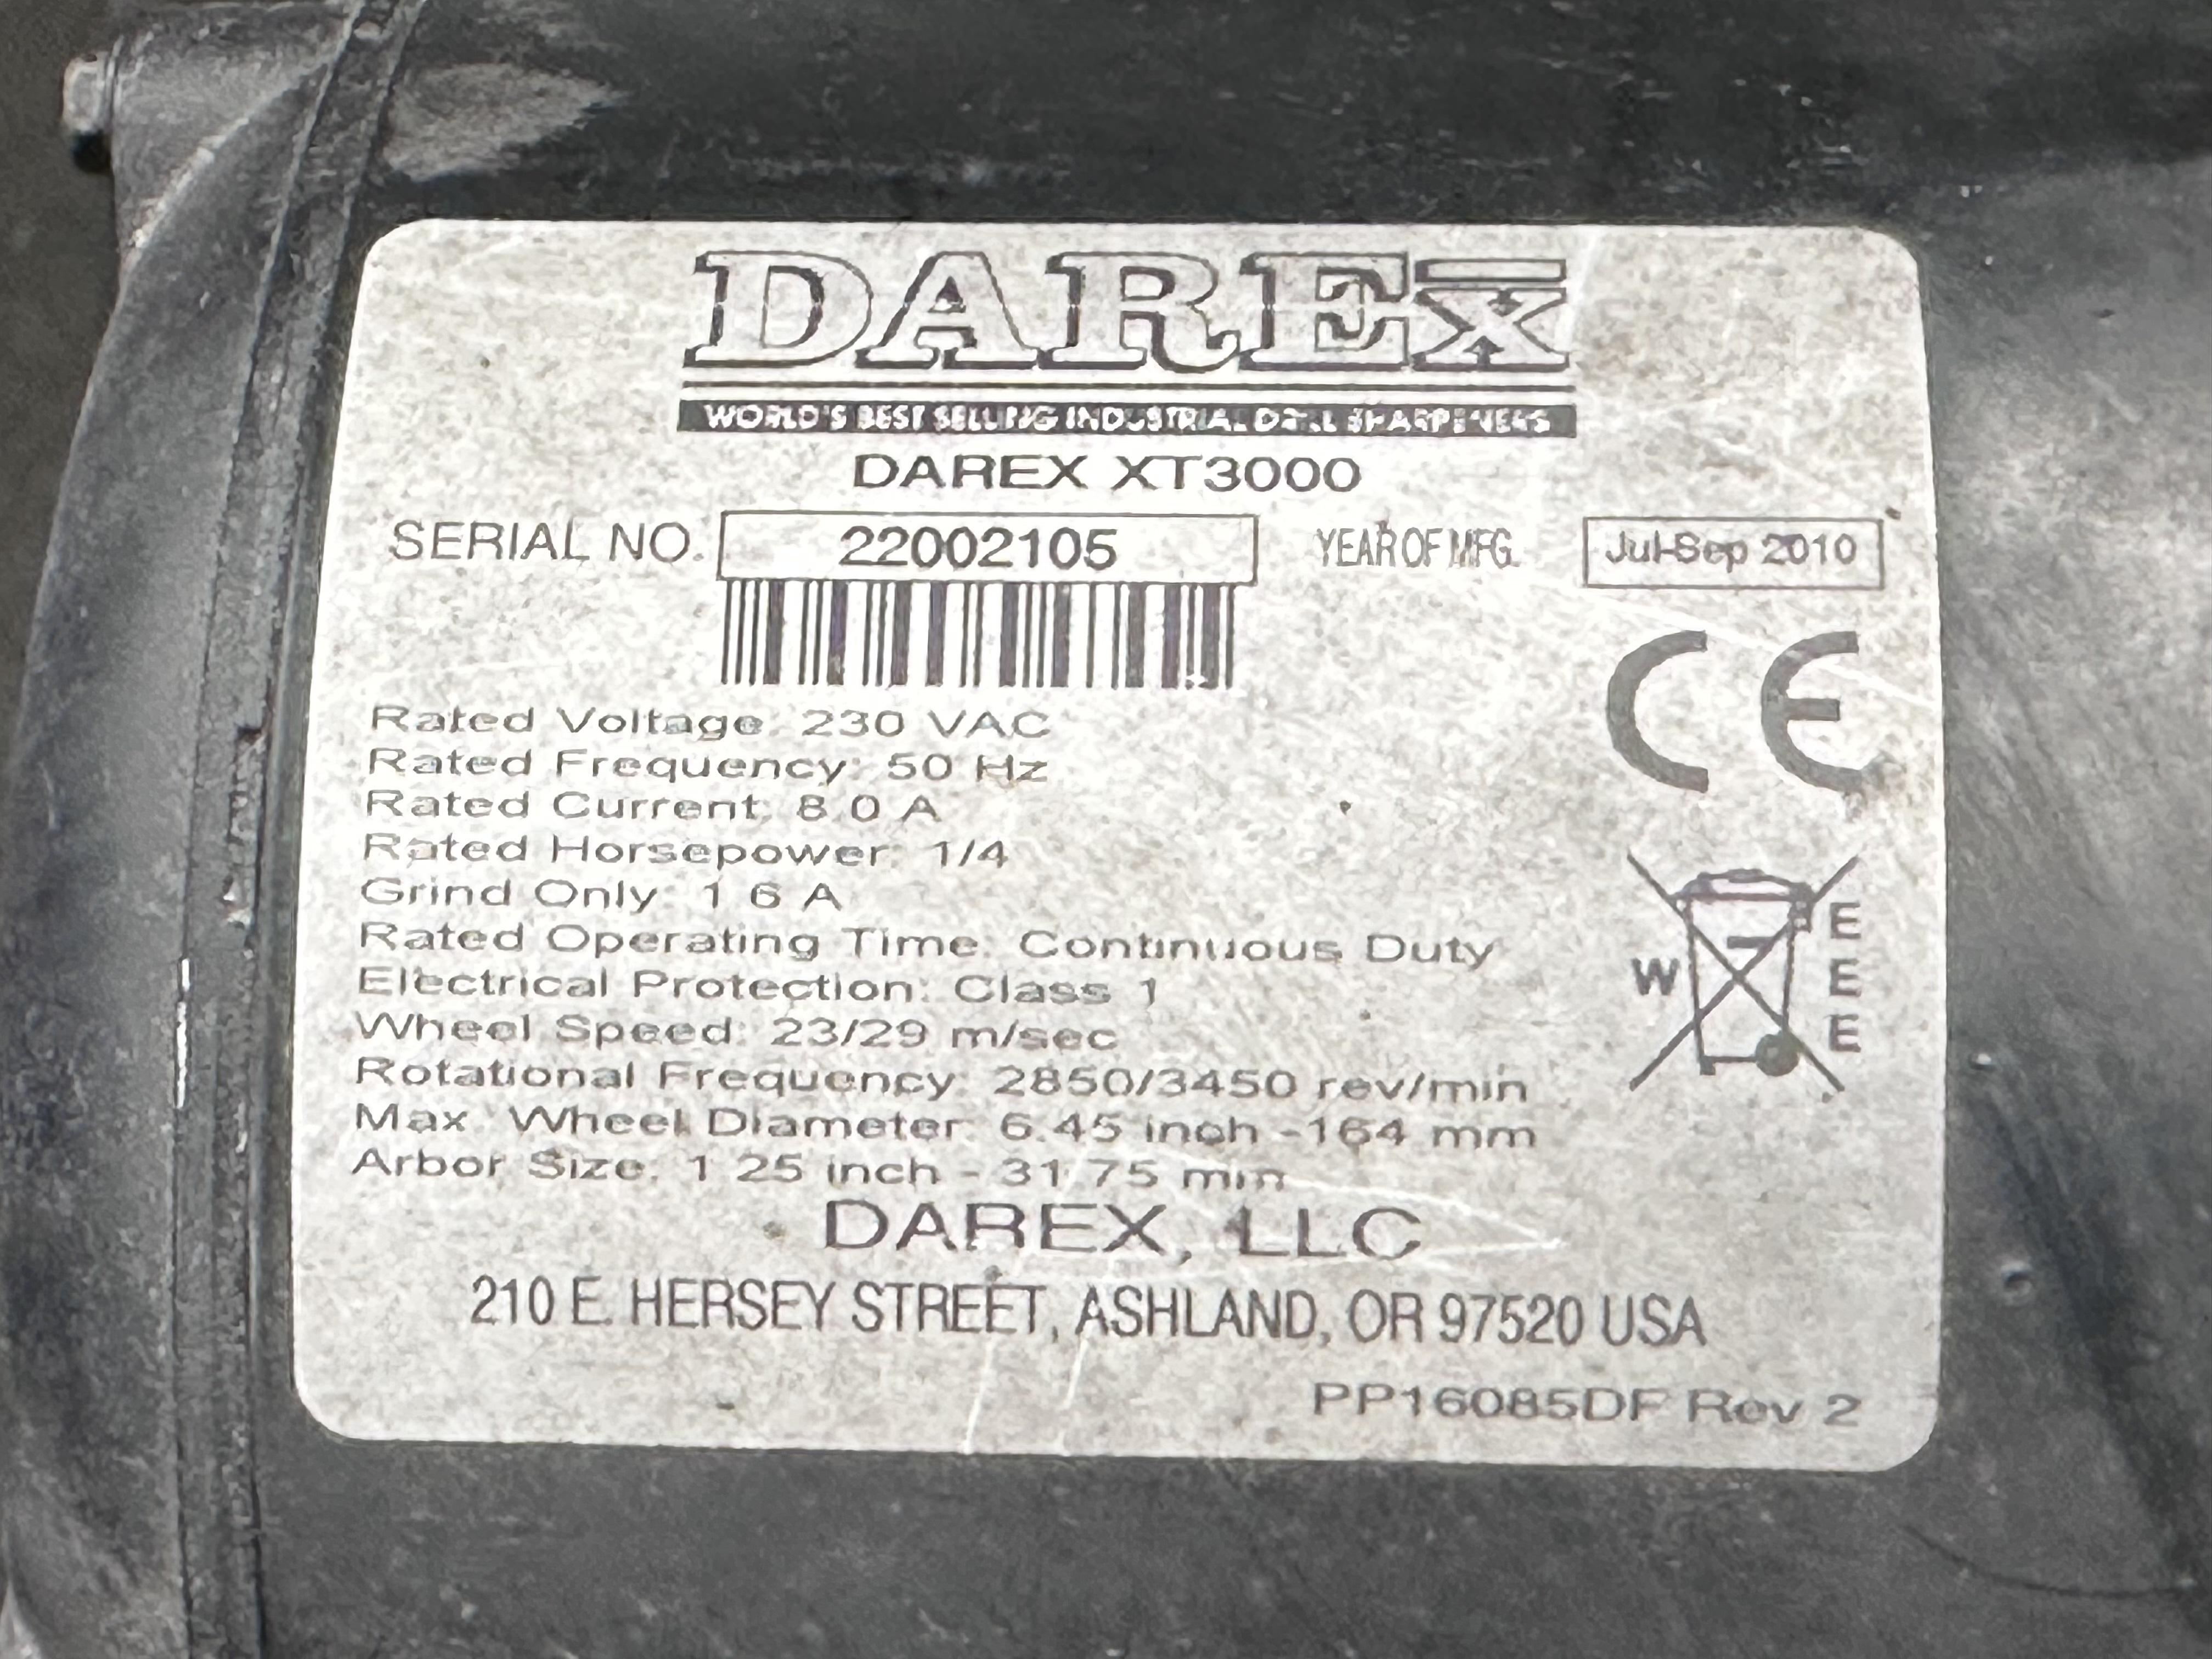 DAREX
WORLD'S BEST SELLING INDUSTRIAL DRILL SHARPENERS
DAREX XT3000
SERIAL NO. 22002105 YEAR OF MFG. Jul-Sep 2010
CE
Rated Voltage: 230 VAC
Rated Frequency: 50 Hz
Rated Current: 8.0 A
Rated Horsepower: 1/4
Grind Only: 1.6 A
Rated Operating Time: Continuous Duty
Electrical Protection: Class 1
Wheel Speed: 23/29 m/sec
Rotational Frequency: 2850/3450 rev/min
Max. Wheel Diameter: 6.45 inch -164 mm
Arbor Size: 1.25 inch - 31.75 mm
WEEE
DAREX, LLC
210 E. HERSEY STREET, ASHLAND, OR 97520 USA
PP16085DF Rev 2